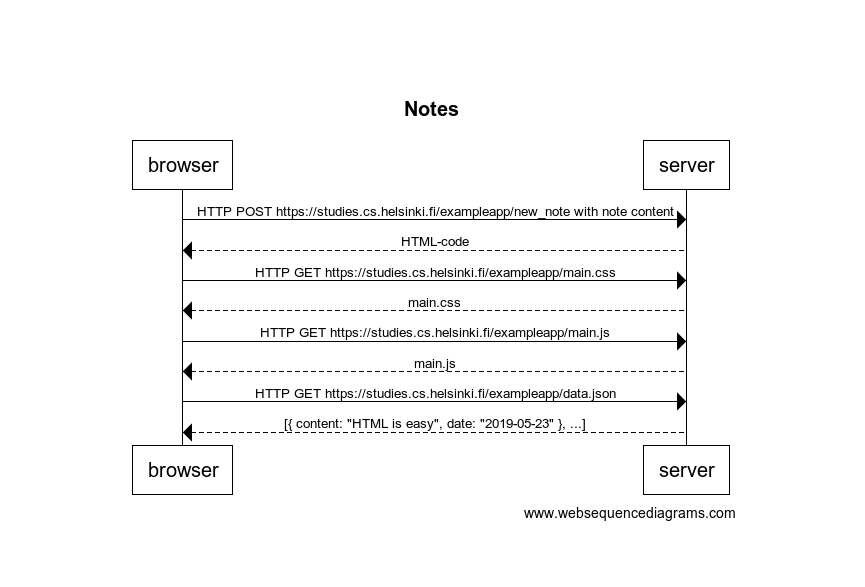 Notes
browser
server
HTTP POST https://studies.cs.helsinki.fi/exampleapp/new_note with note content
HTML-code
HTTP GET https://studies.cs.helsinki.fi/exampleapp/main.css
main.css
HTTP GET https://studies.cs.helsinki.fi/exampleapp/main.js
main.js
HTTP GET https://studies.cs.helsinki.fi/exampleapp/data.json
[{ content: "HTML is easy", date: "2019-05-23" }, ...]
browser
server
www.websequencediagrams.com